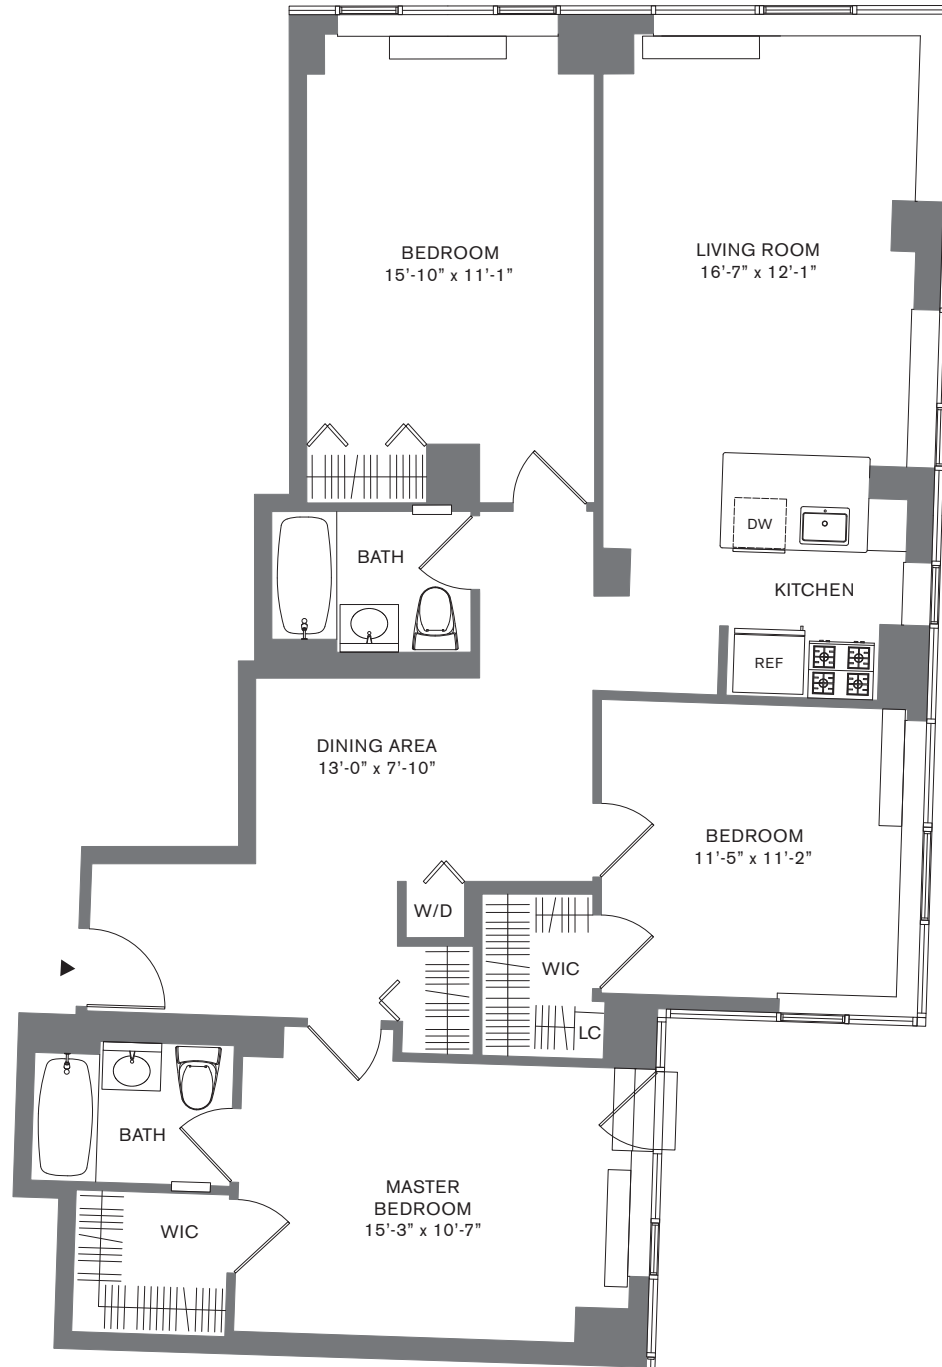 BEDROOM
15'-10" x 11'-1"
LIVING ROOM
16'-7" x 12'-1"
DW
BATH
KITCHEN
REF
DINING AREA
13'-0" x 7'-10"
BEDROOM
11'-5" x 11'-2"
W/D
WIC
LC
BATH
MASTER
BEDROOM
15'-3" x 10'-7"
WIC